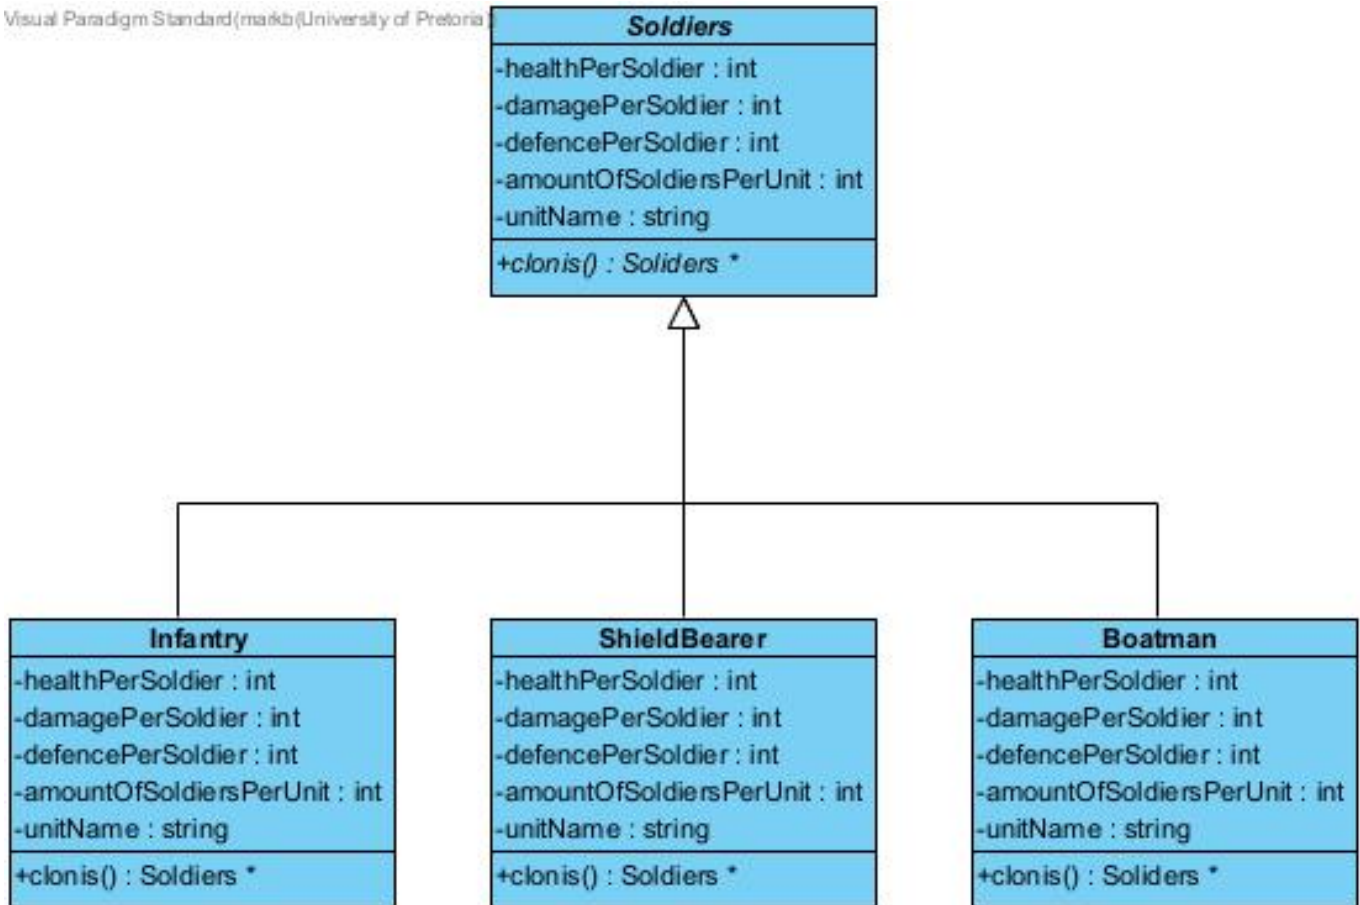 Visual Paradigm Standard(markb(University of Pretoria)
Soldiers
-healthPerSoldier : int
-damagePerSoldier : int
-defencePerSoldier : int
-amountOfSoldiersPerUnit : int
-unitName : string
+clonis() : Soliders *
Infantry
-healthPerSoldier : int
-damagePerSoldier : int
-defencePerSoldier : int
-amountOfSoldiersPerUnit : int
-unitName : string
+clonis() : Soldiers *
ShieldBearer
-healthPerSoldier : int
-damagePerSoldier : int
-defencePerSoldier : int
-amountOfSoldiersPerUnit : int
-unitName : string
+clonis() : Soldiers *
Boatman
-healthPerSoldier : int
-damagePerSoldier : int
-defencePerSoldier : int
-amountOfSoldiersPerUnit : int
-unitName : string
+clonis() : Soliders *